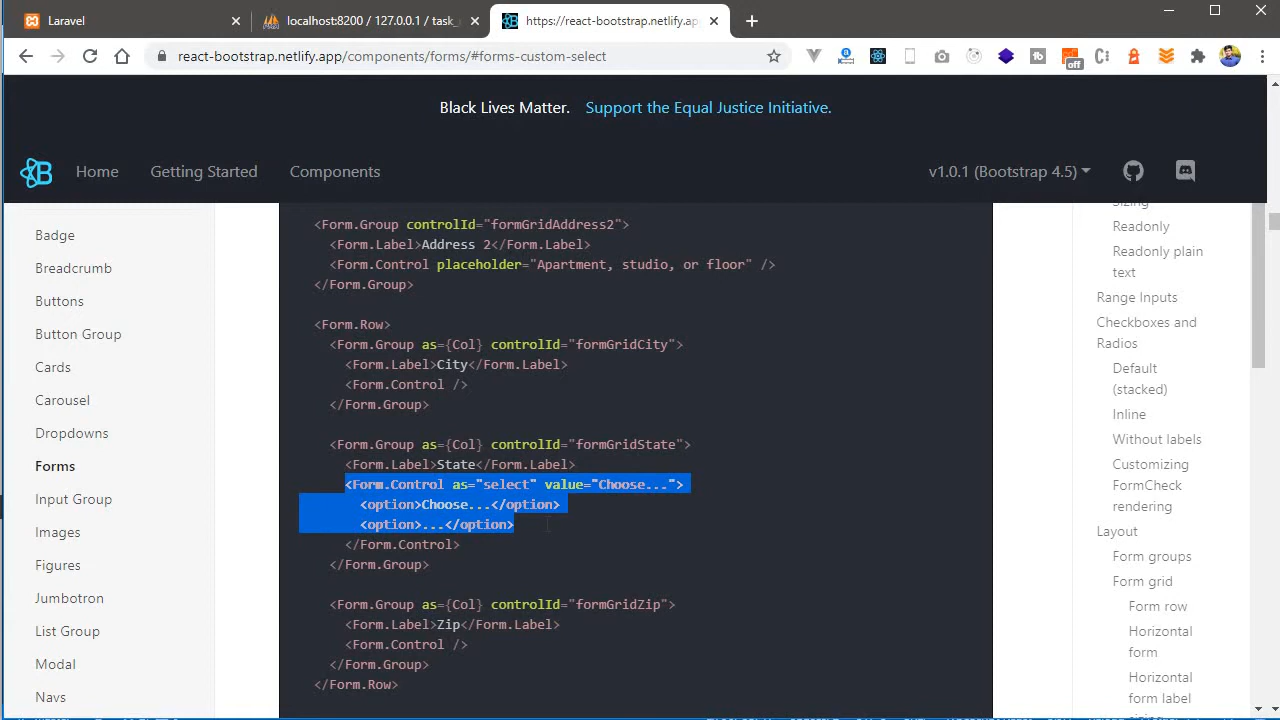 Laravel
localhost:8200 / 127.0.0.1 / task_
https://react-bootstrap.netlify.ap
react-bootstrap.netlify.app/components/forms/#forms-custom-select
off
Black Lives Matter. Support the Equal Justice Initiative.
Home
Getting Started
Components
v1.0.1 (Bootstrap 4.5)
Badge
Breadcrumb
Buttons
Button Group
Cards
Carousel
Dropdowns
Forms
Input Group
Images
Figures
Jumbotron
List Group
Modal
Navs
<Form.Group controlId="formGridAddress2">
<Form.Label>Address 2</Form.Label>
<Form.Control placeholder="Apartment, studio, or floor" />
</Form.Group>
<Form.Row>
<Form.Group as={Col} controlId="formGridCity">
<Form.Label>City</Form.Label>
<Form.Control />
</Form.Group>
<Form.Group as={Col} controlId="formGridState">
<Form.Label>State</Form.Label>
<Form.Control as="select" value="Choose...">
<option>Choose...</option>
<option>...</option>
</Form.Control>
</Form.Group>
<Form.Group as={Col} controlId="formGridZip">
<Form.Label>Zip</Form.Label>
<Form.Control />
</Form.Group>
</Form.Row>
Sizing
Readonly
Readonly plain
text
Range Inputs
Checkboxes and
Radios
Default
(stacked)
Inline
Without labels
Customizing
FormCheck
rendering
Layout
Form groups
Form grid
Form row
Horizontal
form
Horizontal
form label